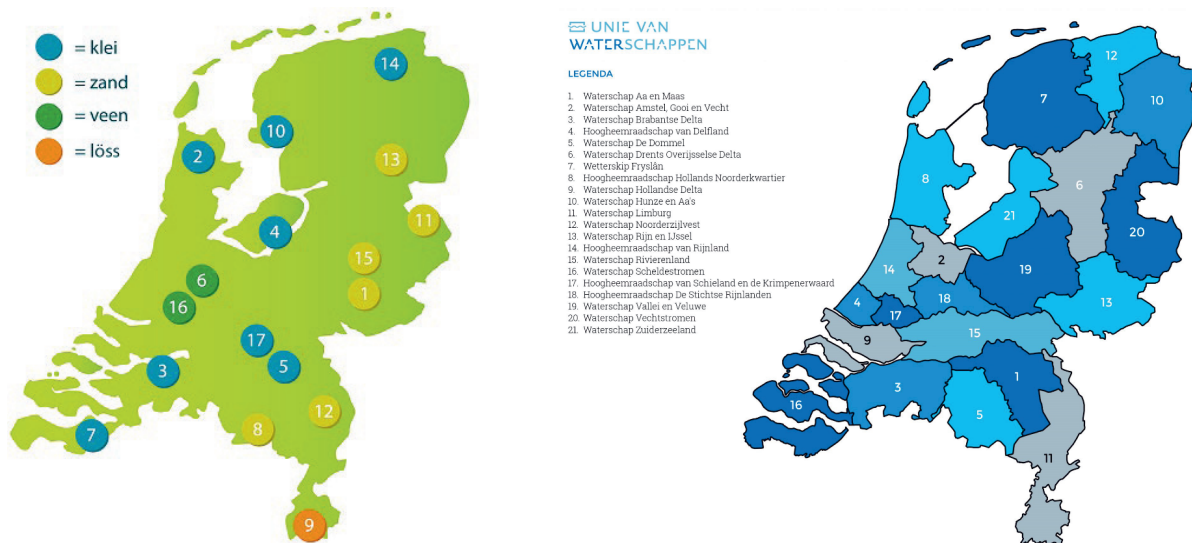 = klei
= zand
= veen
= löss
14
10
2
13
11
4
15
6
1
16
17
3
5
12
8
7
9
UNIE VAN
WATERSCHAPPEN
LEGENDA
1. Waterschap Aa en Maas
2. Waterschap Amstel, Gooi en Vecht
3. Waterschap Brabantse Delta
4. Hoogheemraadschap van Delfland
5. Waterschap De Dommel
6. Waterschap Drents Overijsselse Delta
7. Wetterskip Fryslân
8. Hoogheemraadschap Hollands Noorderkwartier
9. Waterschap Hollandse Delta
10. Waterschap Hunze en Aa's
11. Waterschap Limburg
12. Waterschap Noorderzijlvest
13. Waterschap Rijn en IJssel
14. Hoogheemraadschap van Rijnland
15. Waterschap Rivierenland
16. Waterschap Scheldestromen
17. Hoogheemraadschap van Schieland en de Krimpenerwaard
18. Hoogheemraadschap De Stichtse Rijnlanden
19. Waterschap Vallei en Veluwe
20. Waterschap Vechtstromen
21. Waterschap Zuiderzeeland
12
7
10
8
6
21
20
2
14
19
4
18
13
17
15
9
1
3
16
5
11